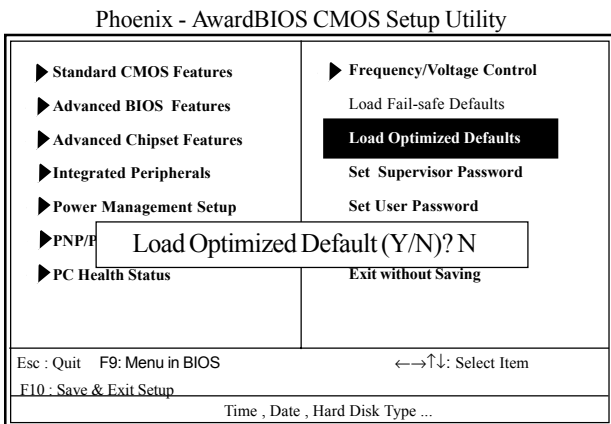 Phoenix - AwardBIOS CMOS Setup Utility
Standard CMOS Features
Advanced BIOS Features
Advanced Chipset Features
Integrated Peripherals
Power Management Setup
PNP/P
PC Health Status
Frequency/Voltage Control
Load Fail-safe Defaults
Load Optimized Defaults
Set Supervisor Password
Set User Password
Exit without Saving
Load Optimized Default (Y/N)? N
Esc : Quit F9: Menu in BIOS ←→↑↓: Select Item
F10 : Save & Exit Setup
Time , Date , Hard Disk Type ...